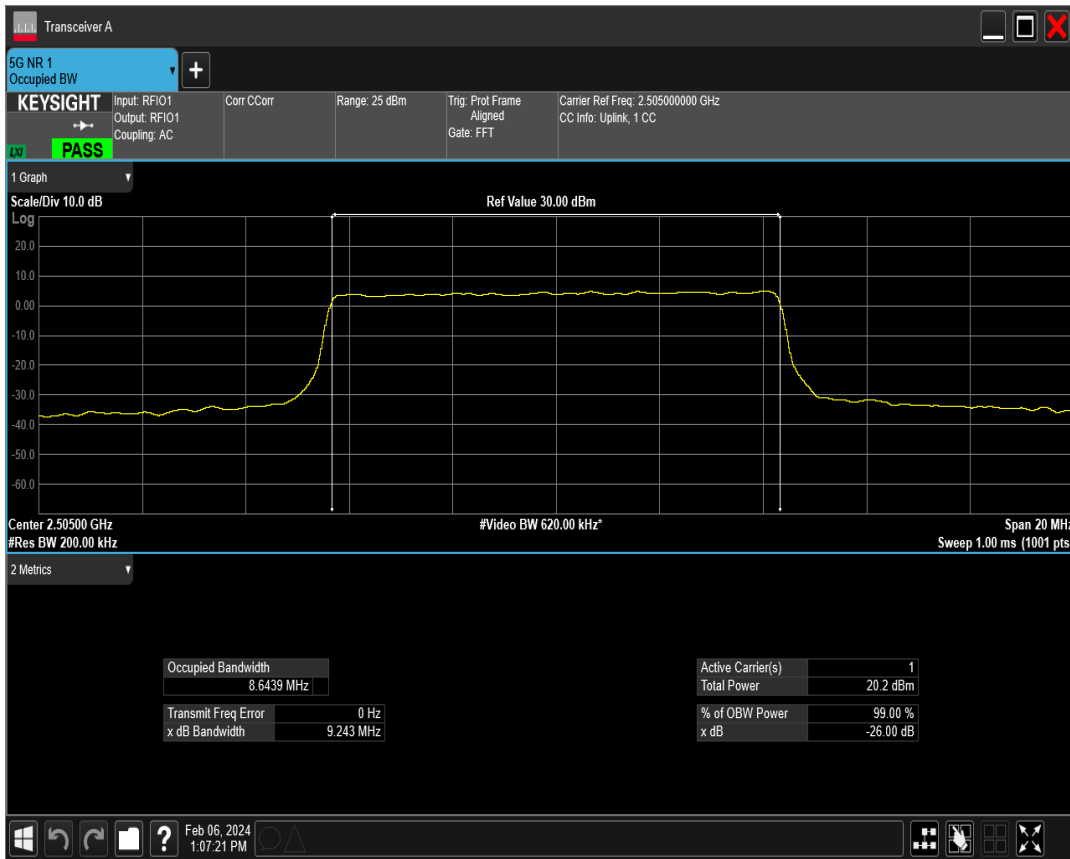 Transceiver A
5G NR 1
Occupied BW
+
KEYSIGHT
LXI
PASS
Input: RFIO1
Output: RFIO1
Coupling: AC
Corr CCorr
Range: 25 dBm
Trig: Prot Frame
Aligned
Gate: FFT
Carrier Ref Freq: 2.505000000 GHz
CC Info: Uplink, 1 CC
1 Graph
Scale/Div 10.0 dB
Ref Value 30.00 dBm
Log
20.0
10.0
0.00
-10.0
-20.0
-30.0
-40.0
-50.0
-60.0
Center 2.50500 GHz
#Video BW 620.00 kHz*
Span 20 MHz
#Res BW 200.00 kHz
Sweep 1.00 ms (1001 pts
2 Metrics
Occupied Bandwidth
8.6439 MHz
Transmit Freq Error 0 Hz
x dB Bandwidth 9.243 MHz
Active Carrier(s) 1
Total Power 20.2 dBm
% of OBW Power 99.00 %
x dB -26.00 dB
?
Feb 06, 2024
1:07:21 PM